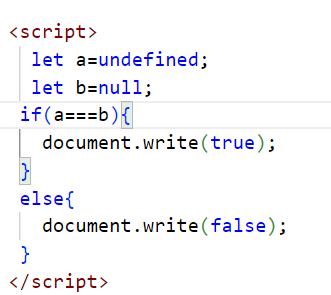 <script>
let a=undefined;
let b=null;
if(a===b){
document.write(true);
}
else{
document.write(false);
}
</script>